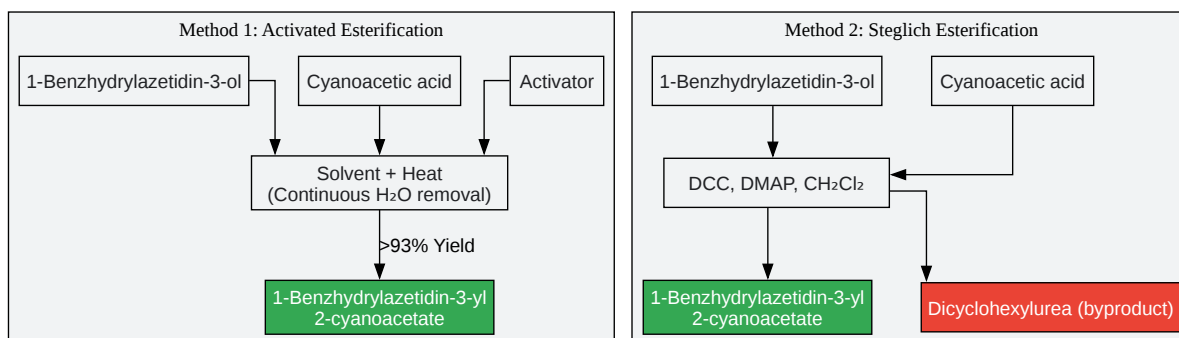 Method 1: Activated Esterification
1-Benzhydrylazetidin-3-ol
Cyanoacetic acid
Activator
Solvent + Heat
(Continuous H₂O removal)
>93% Yield
1-Benzhydrylazetidin-3-yl
2-cyanoacetate
Method 2: Steglich Esterification
1-Benzhydrylazetidin-3-ol
Cyanoacetic acid
DCC, DMAP, CH₂Cl₂
1-Benzhydrylazetidin-3-yl
2-cyanoacetate
Dicyclohexylurea (byproduct)